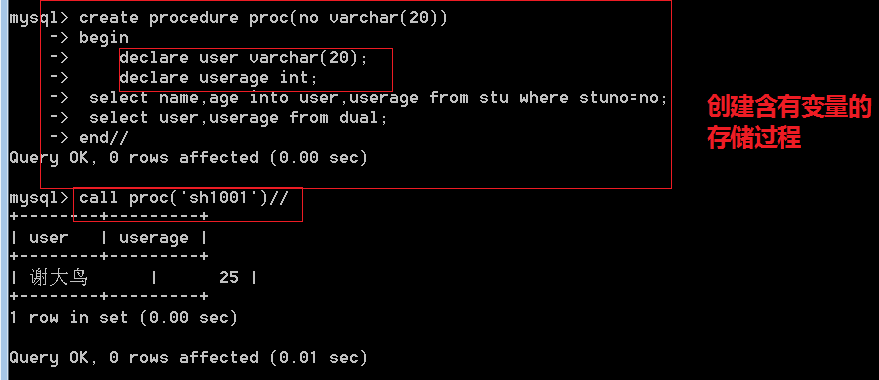 mysql> create procedure proc(no varchar(20))
    -> begin
    ->     declare user varchar(20);
    ->     declare userage int;
    ->  select name,age into user,userage from stu where stuno=no;
    ->  select user,userage from dual;
    -> end//
Query OK, 0 rows affected (0.00 sec)
创建含有变量的
存储过程
mysql> call proc('sh1001')//
+--------+---------+
| user   | userage |
+--------+---------+
| 谢大鸟      |      25 |
+--------+---------+
1 row in set (0.00 sec)
Query OK, 0 rows affected (0.01 sec)